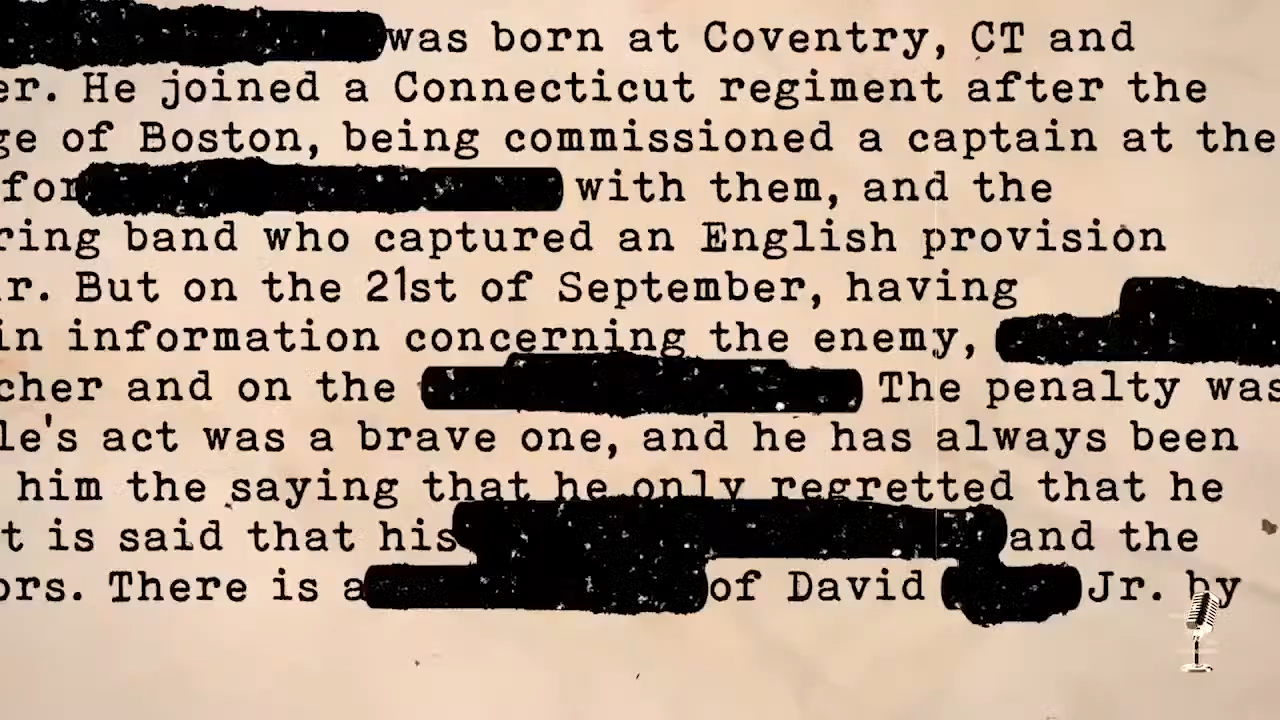 was born at Coventry, CT and
er. He joined a Connecticut regiment after the
ge of Boston, being commissioned a captain at the
for with them, and the
ring band who captured an English provision
r. But on the 21st of September, having
in information concerning the enemy,
cher and on the The penalty was
le's act was a brave one, and he has always been
him the saying that he only regretted that he
t is said that his and the
ors. There is a of David Jr. by